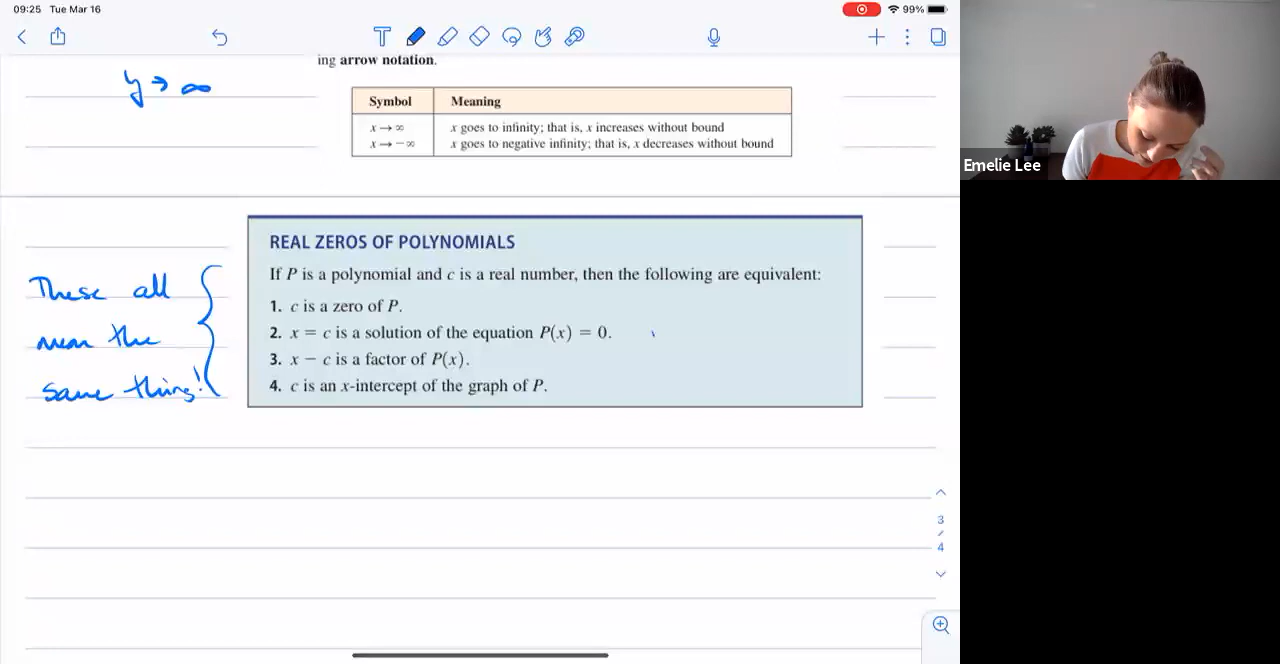 09:25 Tue Mar 16
99%
ing arrow notation.
y → ∞
Symbol Meaning
x → ∞ x goes to infinity; that is, x increases without bound
x → −∞ x goes to negative infinity; that is, x decreases without bound
Emelie Lee
REAL ZEROS OF POLYNOMIALS
If P is a polynomial and c is a real number, then the following are equivalent:
1. c is a zero of P.
2. x = c is a solution of the equation P(x) = 0.
3. x − c is a factor of P(x).
4. c is an x-intercept of the graph of P.
These all
mean the
same thing!
3
/
4